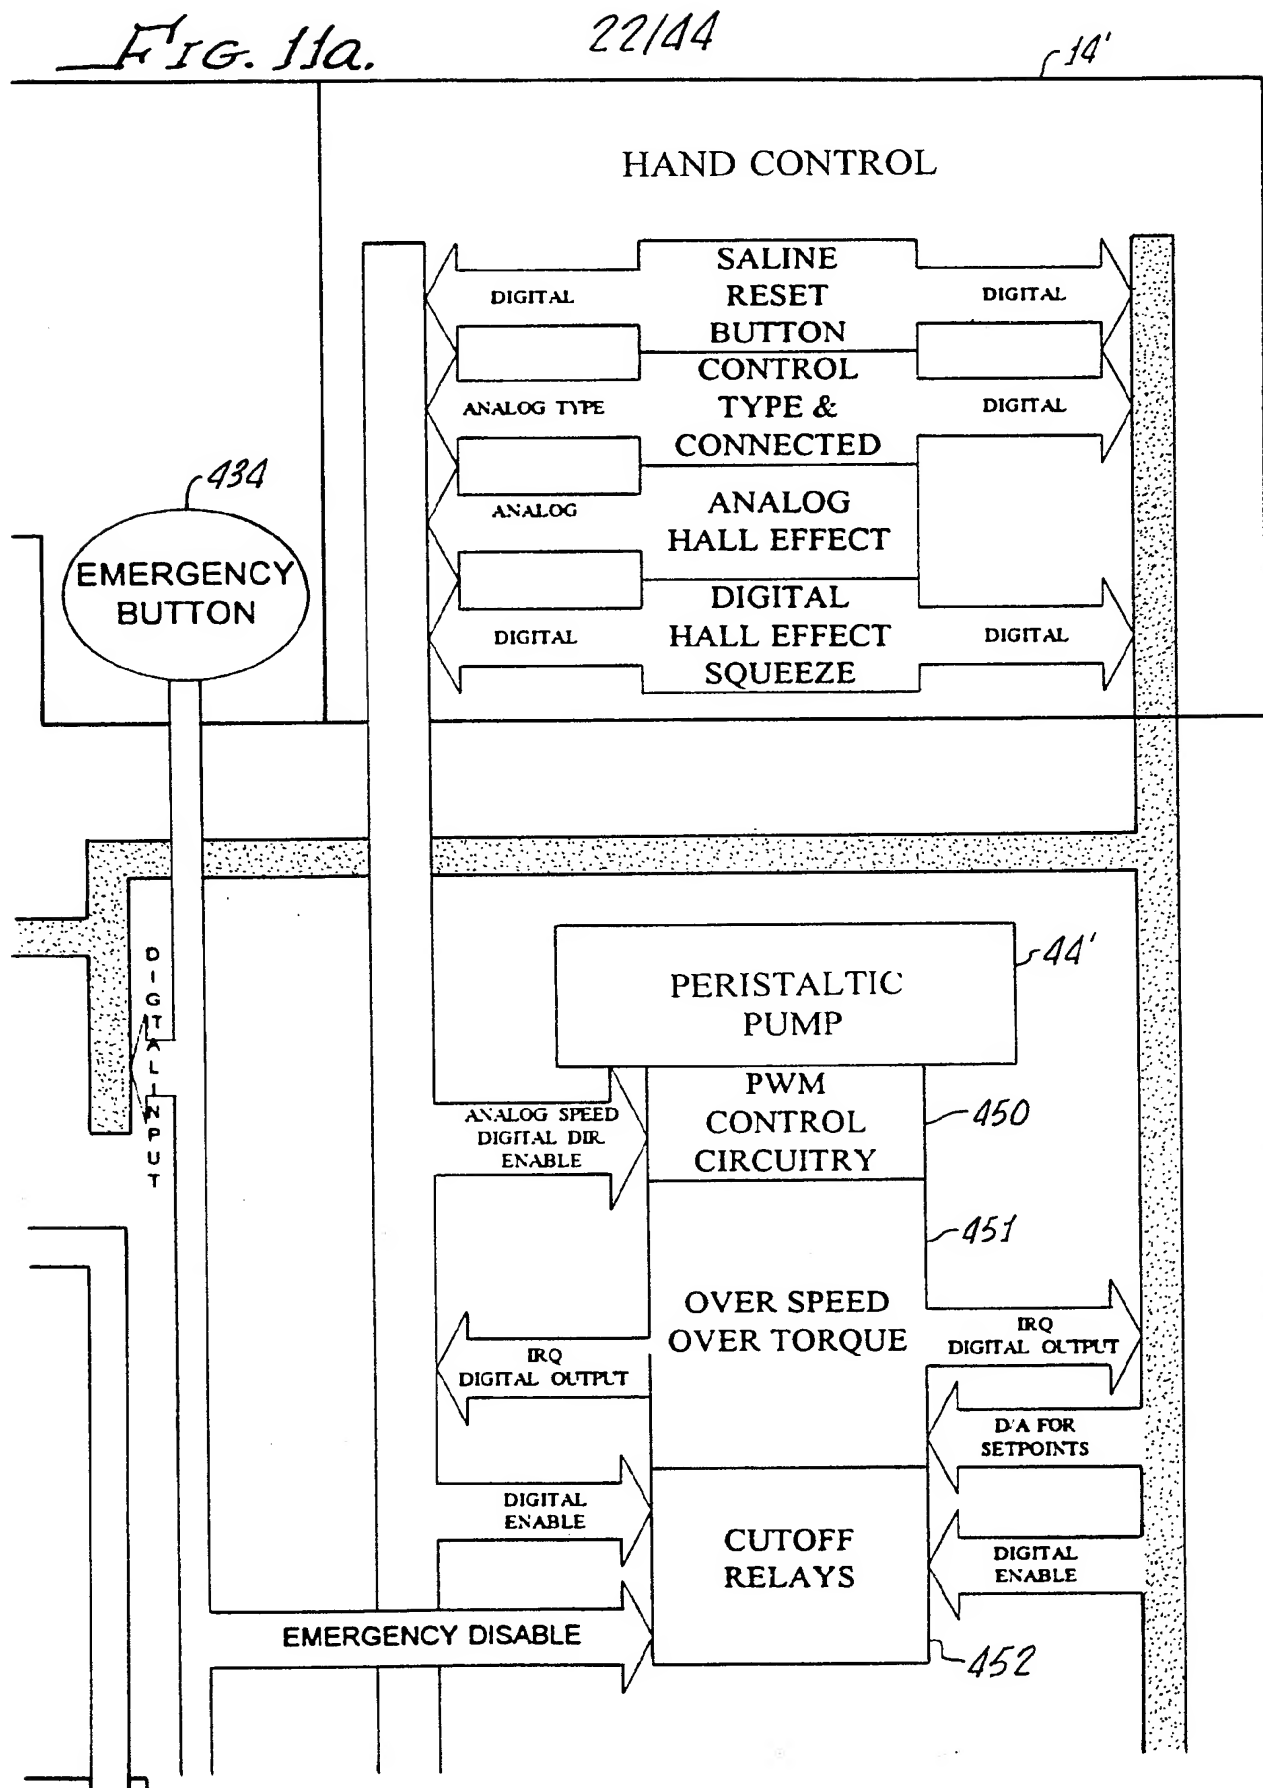 FIG. 11a.
22/44
14'
HAND CONTROL
SALINE
RESET
BUTTON
DIGITAL
DIGITAL
CONTROL
TYPE &
CONNECTED
ANALOG TYPE
DIGITAL
ANALOG
HALL EFFECT
ANALOG
DIGITAL
HALL EFFECT
SQUEEZE
DIGITAL
DIGITAL
434
EMERGENCY
BUTTON
DIGTALINPUT
PERISTALTIC
PUMP
44'
PWM
CONTROL
CIRCUITRY
450
ANALOG SPEED
DIGITAL DIR.
ENABLE
451
OVER SPEED
OVER TORQUE
IRQ
DIGITAL OUTPUT
IRQ
DIGITAL OUTPUT
D/A FOR
SETPOINTS
DIGITAL
ENABLE
CUTOFF
RELAYS
DIGITAL
ENABLE
EMERGENCY DISABLE
452